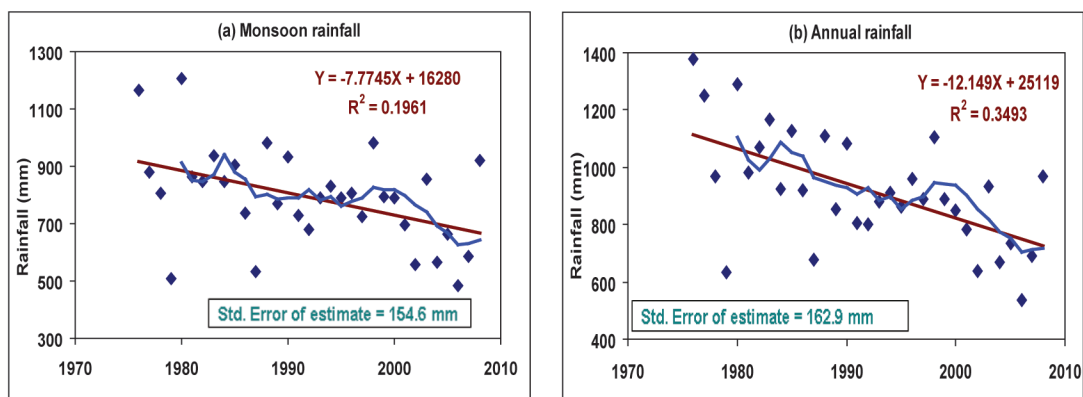 (a) Monsoon rainfall
1300
1100
900
700
500
300
Rainfall (mm)
Y = -7.7745X + 16280
R² = 0.1961
Std. Error of estimate = 154.6 mm
1970 1980 1990 2000 2010
(b) Annual rainfall
1400
1200
1000
800
600
400
Rainfall (mm)
Y = -12.149X + 25119
R² = 0.3493
Std. Error of estimate = 162.9 mm
1970 1980 1990 2000 2010